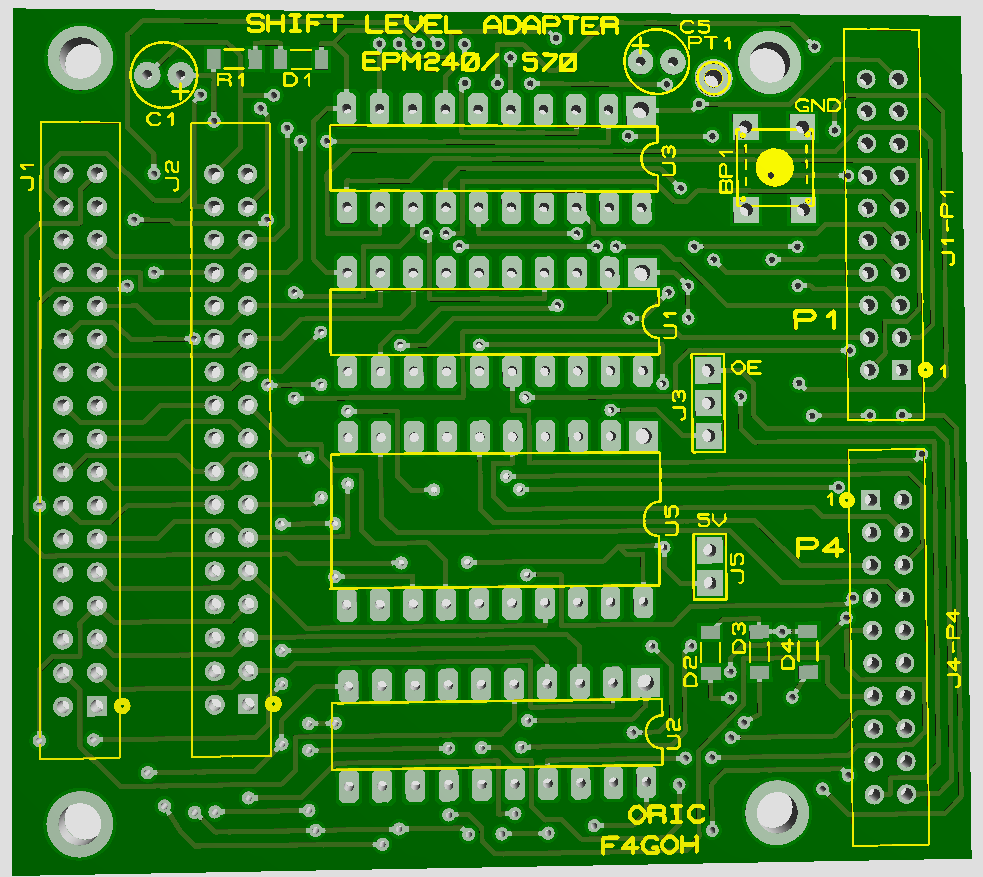 SHIFT LEVEL ADAPTER
EPM240/ 570
C5
PT1
R1
D1
C1
GND
J1
J2
U3
BP1
J1-P1
U1
P1
OE
1
J3
U5
5V
1
P4
J5
D2
D3
D4
J4-P4
U2
ORIC
F4GOH